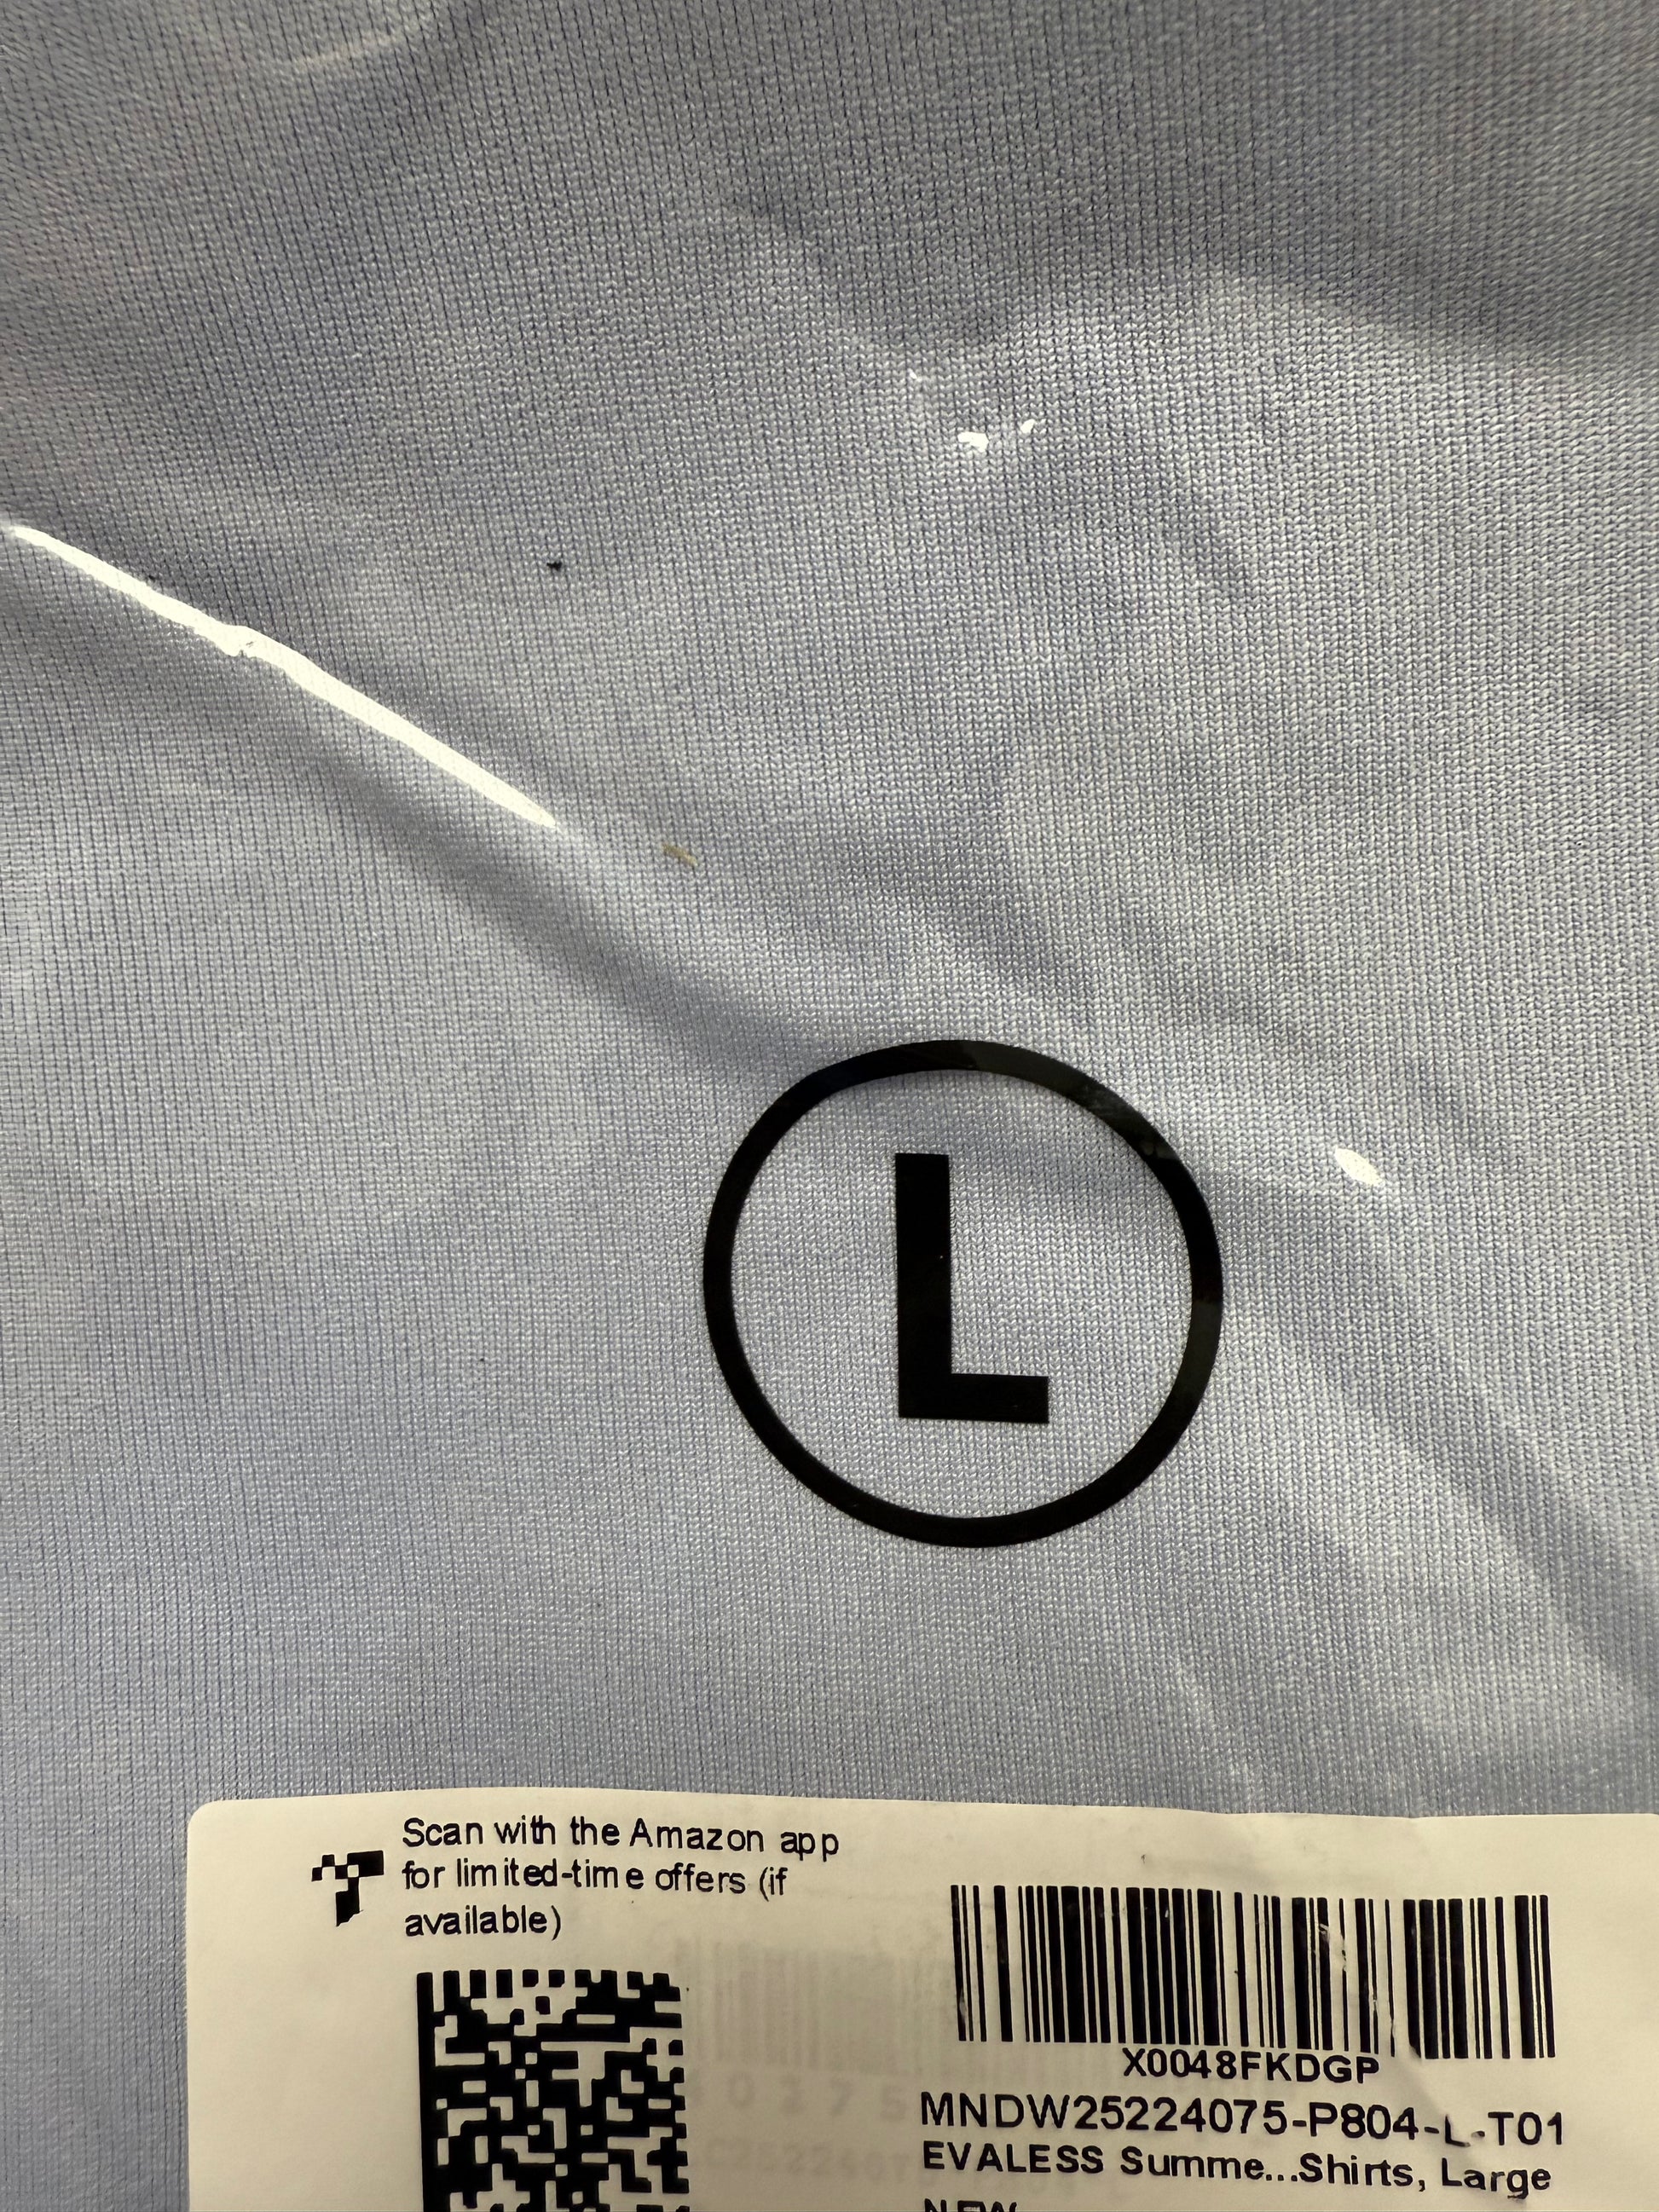 L
Scan with the Amazon app
for limited-time offers (if
available)
X0048FKDGP
MNDW25224075-P804-L-T01
EVALESS Summe...Shirts, Large
NEW